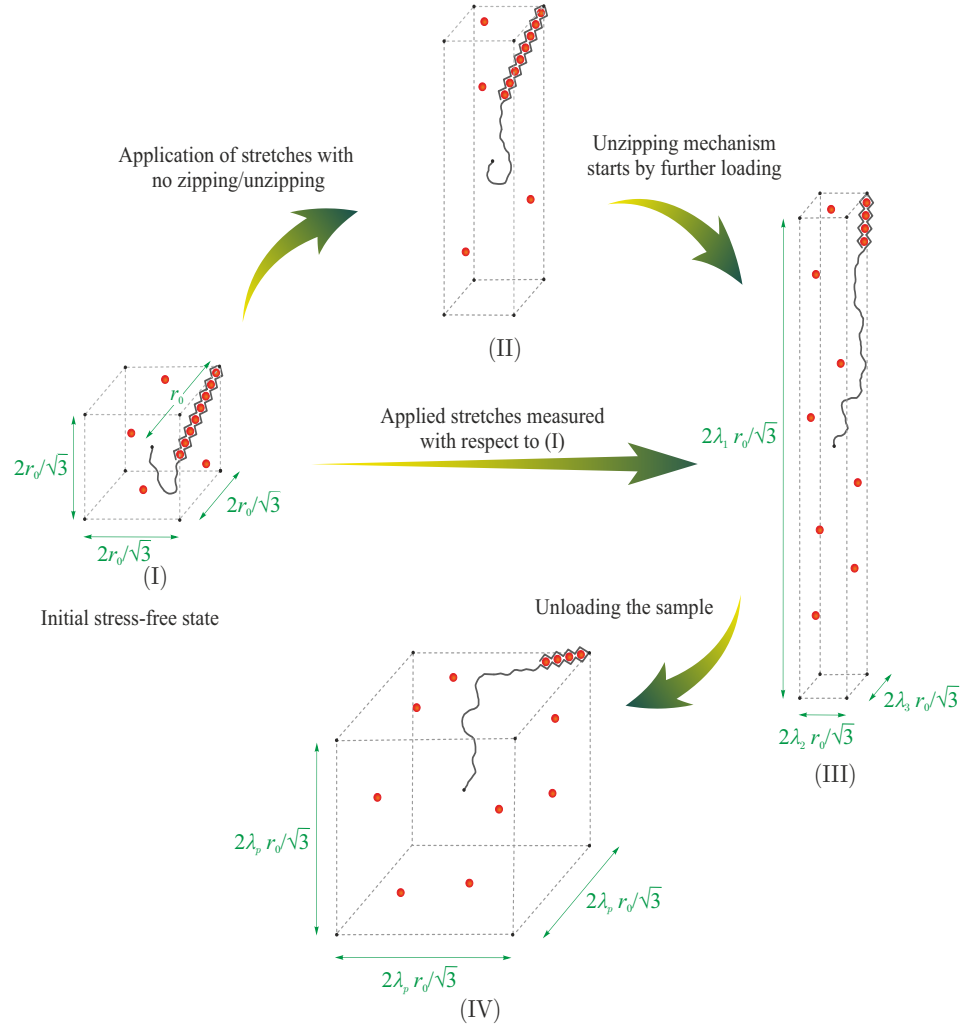 Application of stretches with
no zipping/unzipping
Unzipping mechanism
starts by further loading
(II)
r₀
2r₀/√3
2r₀/√3
2r₀/√3
(I)
Initial stress-free state
Applied stretches measured
with respect to (I)
2λ₁ r₀/√3
2λ₃ r₀/√3
2λ₂ r₀/√3
(III)
Unloading the sample
2λₚ r₀/√3
2λₚ r₀/√3
2λₚ r₀/√3
(IV)